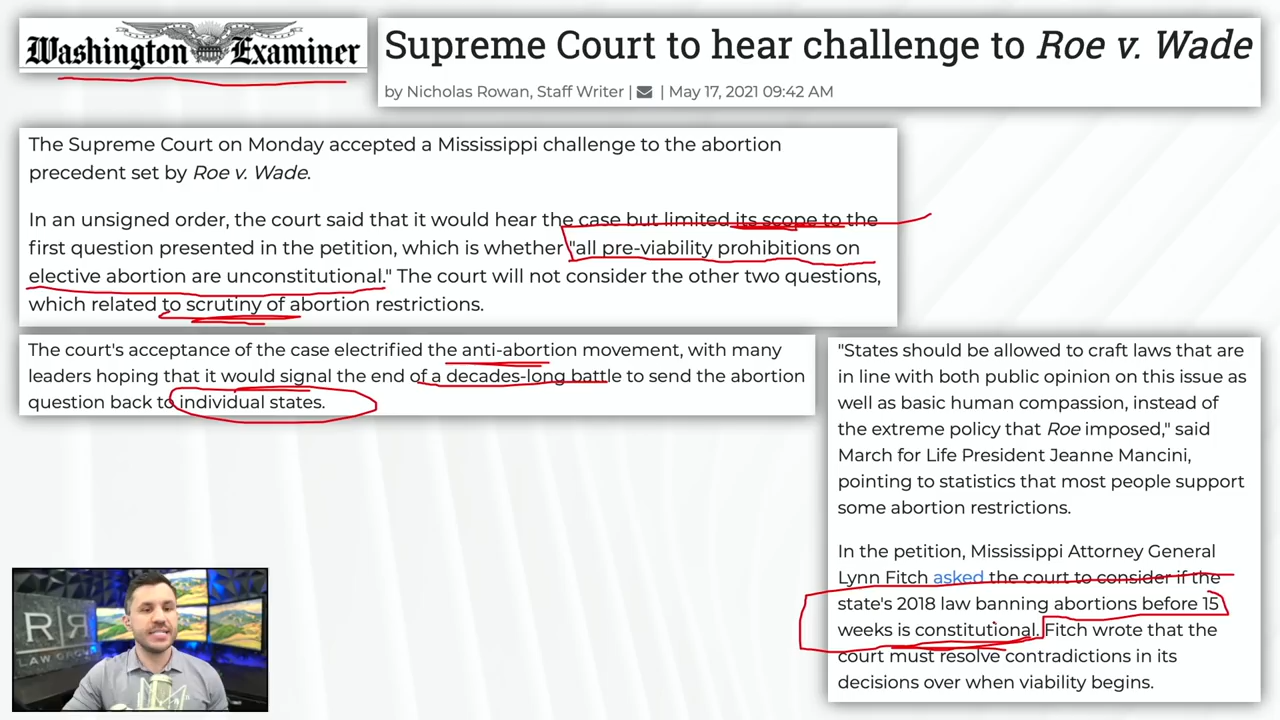 Washington Examiner
Supreme Court to hear challenge to Roe v. Wade
by Nicholas Rowan, Staff Writer | | May 17, 2021 09:42 AM
The Supreme Court on Monday accepted a Mississippi challenge to the abortion
precedent set by Roe v. Wade.
In an unsigned order, the court said that it would hear the case but limited its scope to the
first question presented in the petition, which is whether "all pre-viability prohibitions on
elective abortion are unconstitutional." The court will not consider the other two questions,
which related to scrutiny of abortion restrictions.
The court's acceptance of the case electrified the anti-abortion movement, with many
leaders hoping that it would signal the end of a decades-long battle to send the abortion
question back to individual states.
"States should be allowed to craft laws that are
in line with both public opinion on this issue as
well as basic human compassion, instead of
the extreme policy that Roe imposed," said
March for Life President Jeanne Mancini,
pointing to statistics that most people support
some abortion restrictions.
In the petition, Mississippi Attorney General
Lynn Fitch asked the court to consider if the
state's 2018 law banning abortions before 15
weeks is constitutional. Fitch wrote that the
court must resolve contradictions in its
decisions over when viability begins.
R|R
LAW GROUP